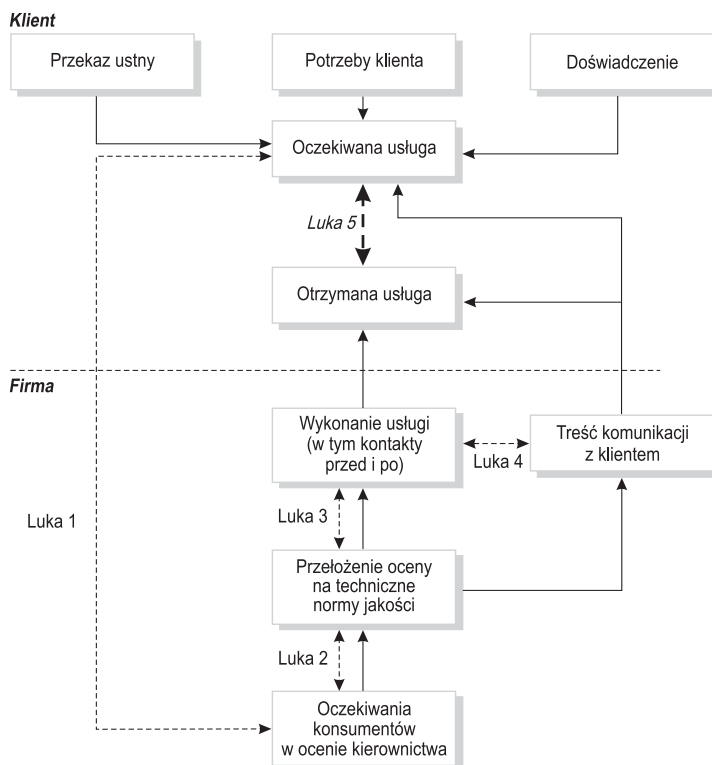 Klient
Przekaz ustny
Potrzeby klienta
Doświadczenie
Oczekiwana usługa
Luka 5
Otrzymana usługa
Firma
Wykonanie usługi
(w tym kontakty
przed i po)
Luka 4
Treść komunikacji
z klientem
Luka 1
Luka 3
Przełożenie oceny
na techniczne
normy jakości
Luka 2
Oczekiwania
konsumentów
w ocenie kierownictwa